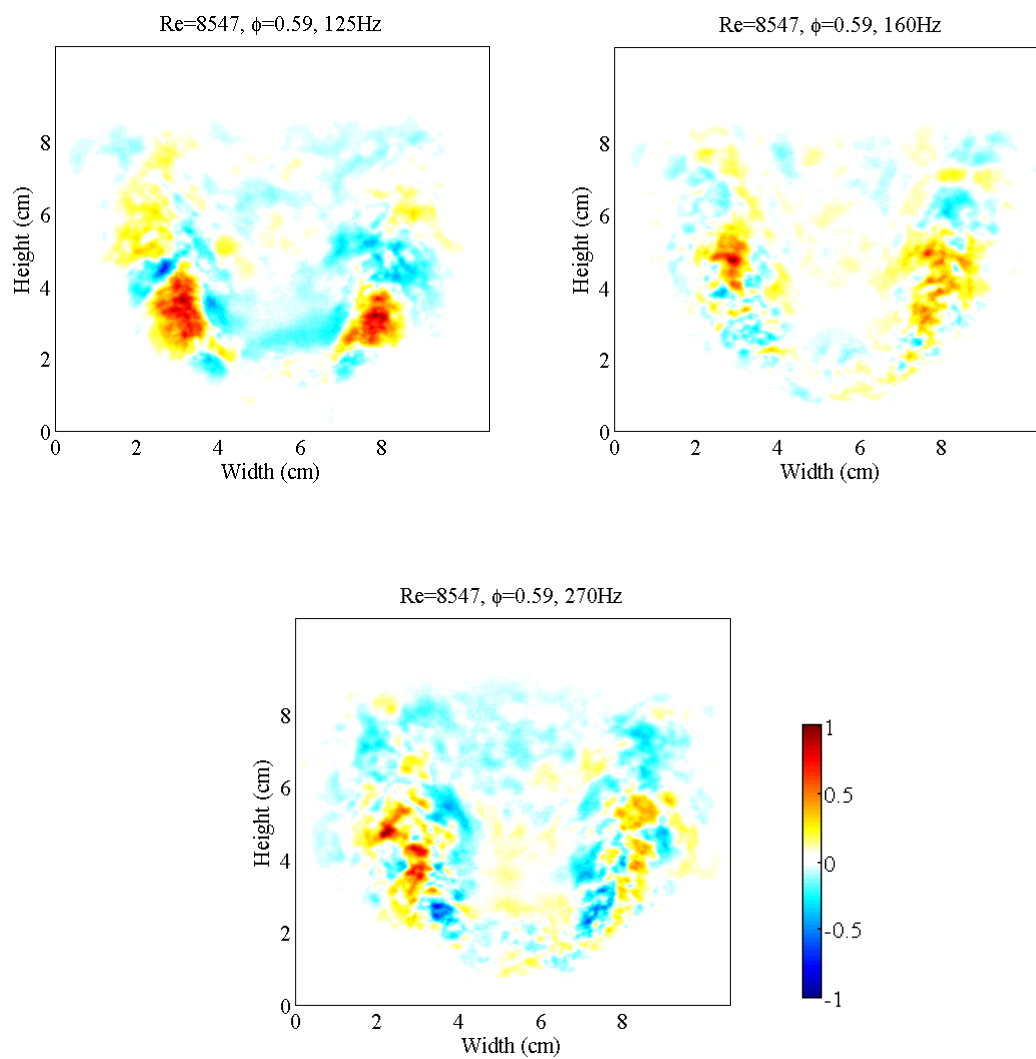 Re=8547, ϕ=0.59, 125Hz
Height (cm)
8
6
4
2
0
0 2 4 6 8
Width (cm)
Re=8547, ϕ=0.59, 160Hz
Height (cm)
8
6
4
2
0
0 2 4 6 8
Width (cm)
Re=8547, ϕ=0.59, 270Hz
Height (cm)
8
6
4
2
0
0 2 4 6 8
Width (cm)
1
0.5
0
-0.5
-1